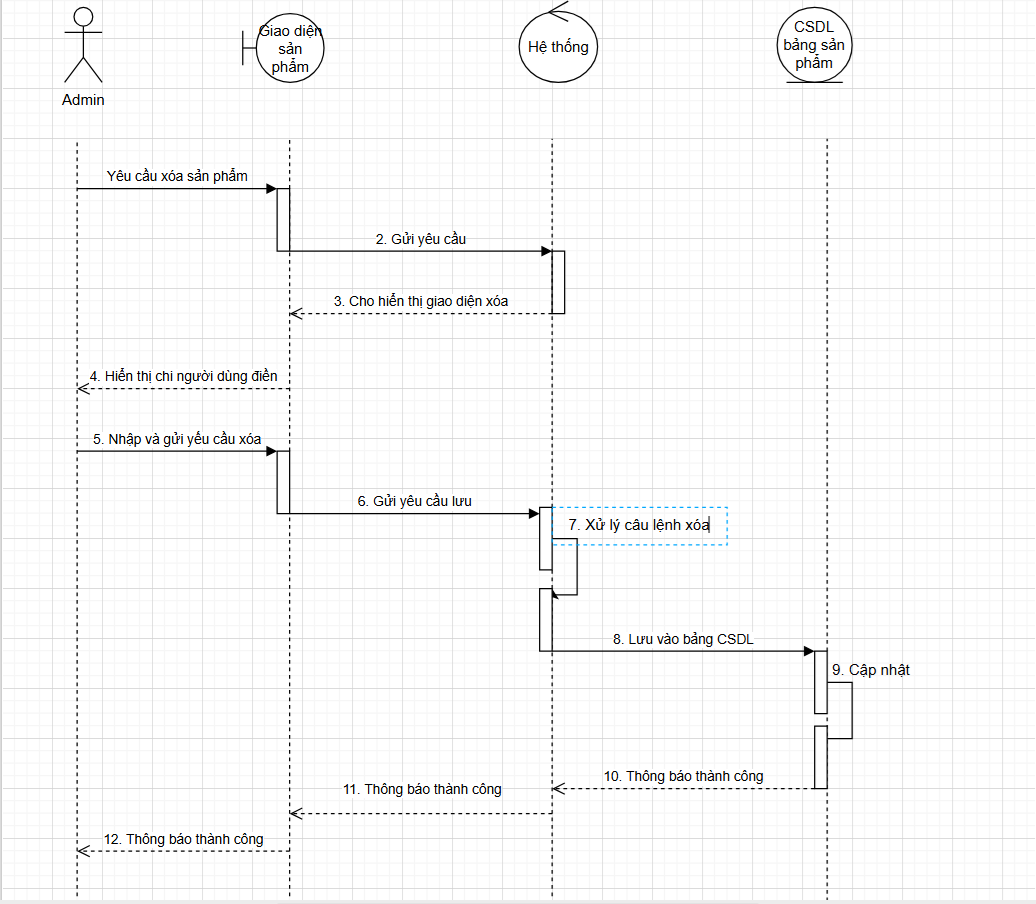 Giao diện
sản
phẩm
Hệ thống
CSDL
bảng sản
phẩm
Admin
Yêu cầu xóa sản phẩm
2. Gửi yêu cầu
3. Cho hiển thị giao diện xóa
4. Hiển thị chi người dùng điền
5. Nhập và gửi yếu cầu xóa
6. Gửi yêu cầu lưu
7. Xử lý câu lệnh xóa
8. Lưu vào bảng CSDL
9. Cập nhật
10. Thông báo thành công
11. Thông báo thành công
12. Thông báo thành công